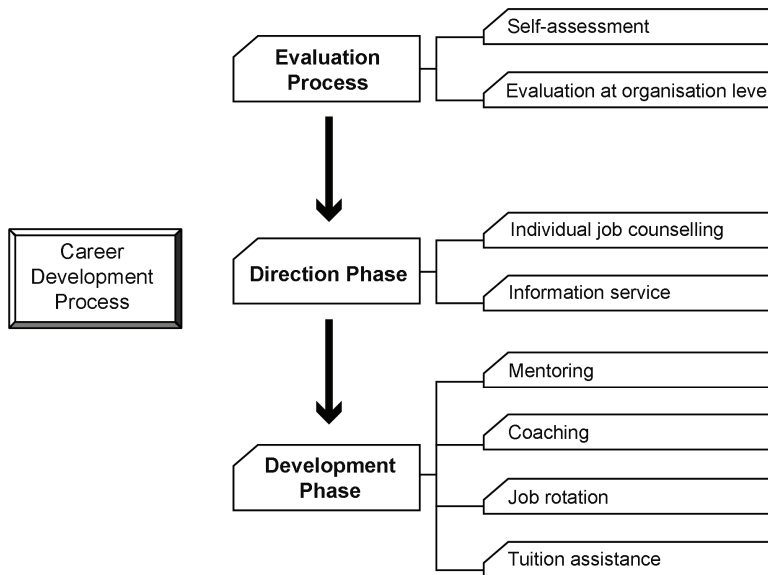 Self-assessment
Evaluation
Process
Evaluation at organisation level
Career
Development
Process
Direction Phase
Individual job counselling
Information service
Mentoring
Coaching
Development
Phase
Job rotation
Tuition assistance